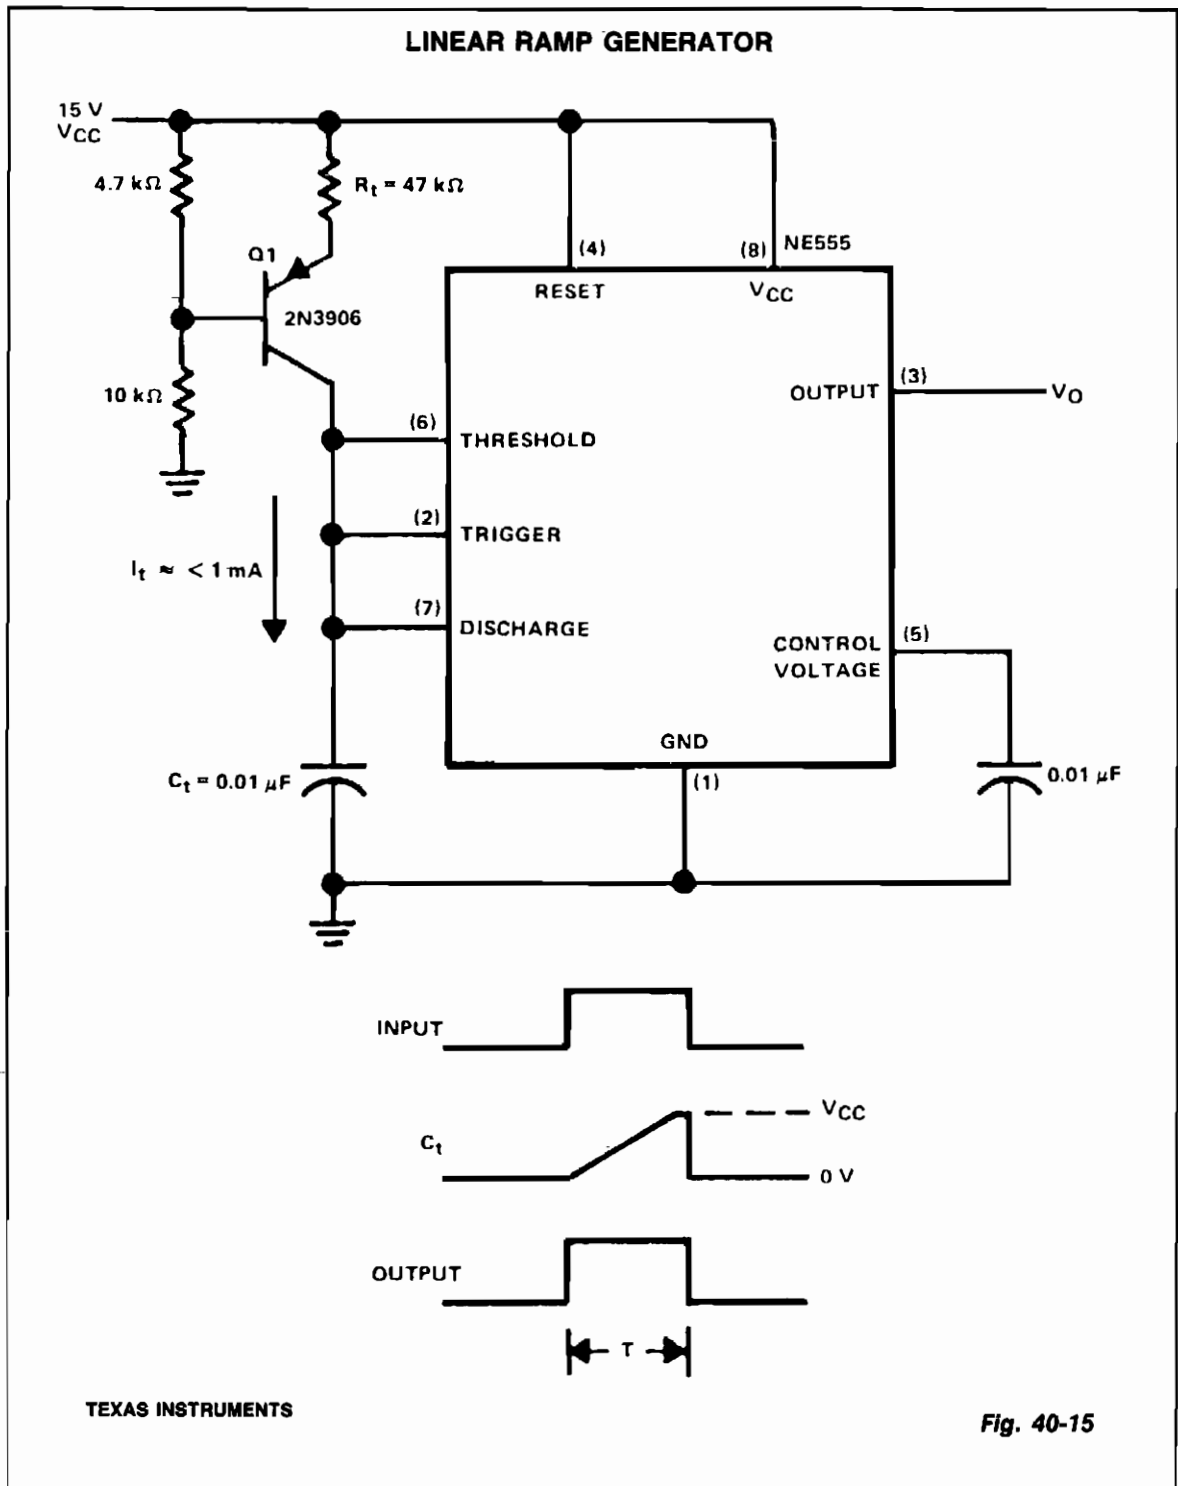 LINEAR RAMP GENERATOR
15 V
VCC
4.7 kΩ
Rt = 47 kΩ
Q1
2N3906
10 kΩ
(4)
(8)
NE555
RESET
VCC
(3)
OUTPUT
VO
(6)
THRESHOLD
(2)
TRIGGER
It ≈ < 1 mA
(7)
DISCHARGE
(5)
CONTROL
VOLTAGE
GND
(1)
Ct = 0.01 µF
0.01 µF
INPUT
Ct
VCC
0 V
OUTPUT
T
TEXAS INSTRUMENTS
Fig. 40-15